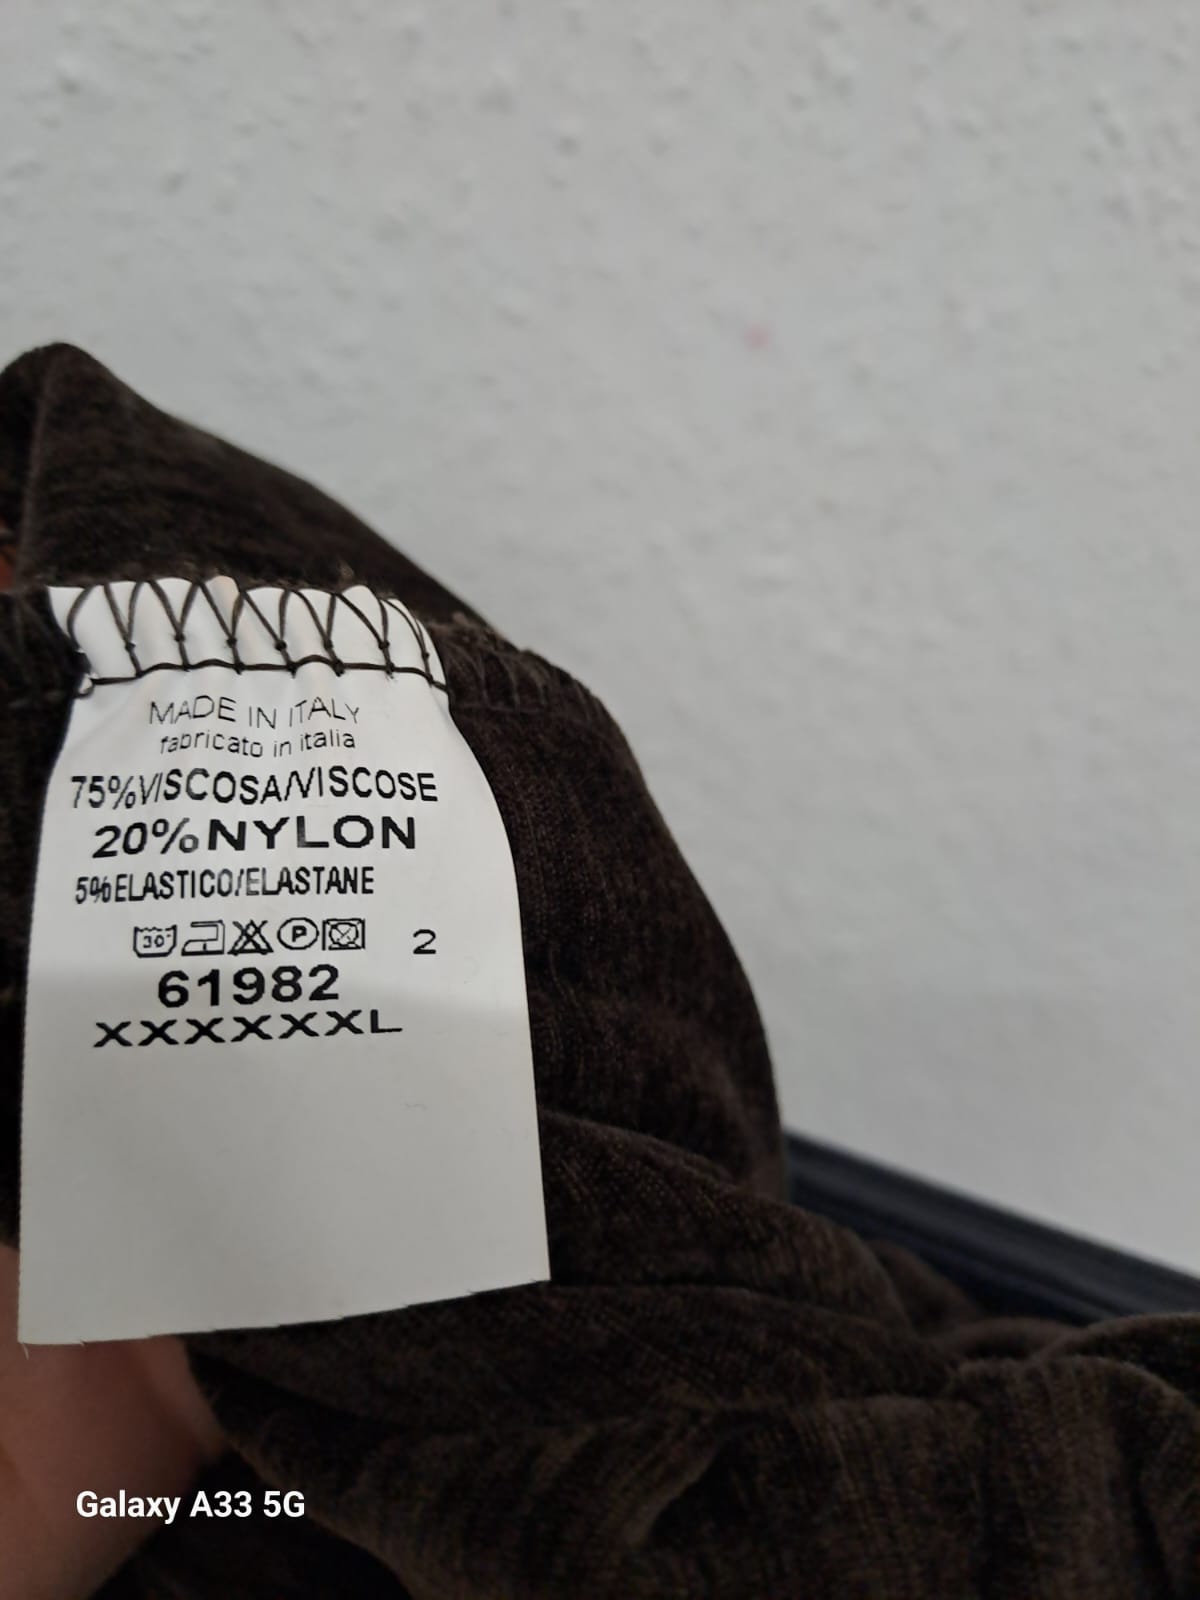 MADE IN ITALY
fabricato in italia
75%VISCOSA/VISCOSE
20%NYLON
5%ELASTICO/ELASTANE
30° P 2
61982
XXXXXXL
Galaxy A33 5G